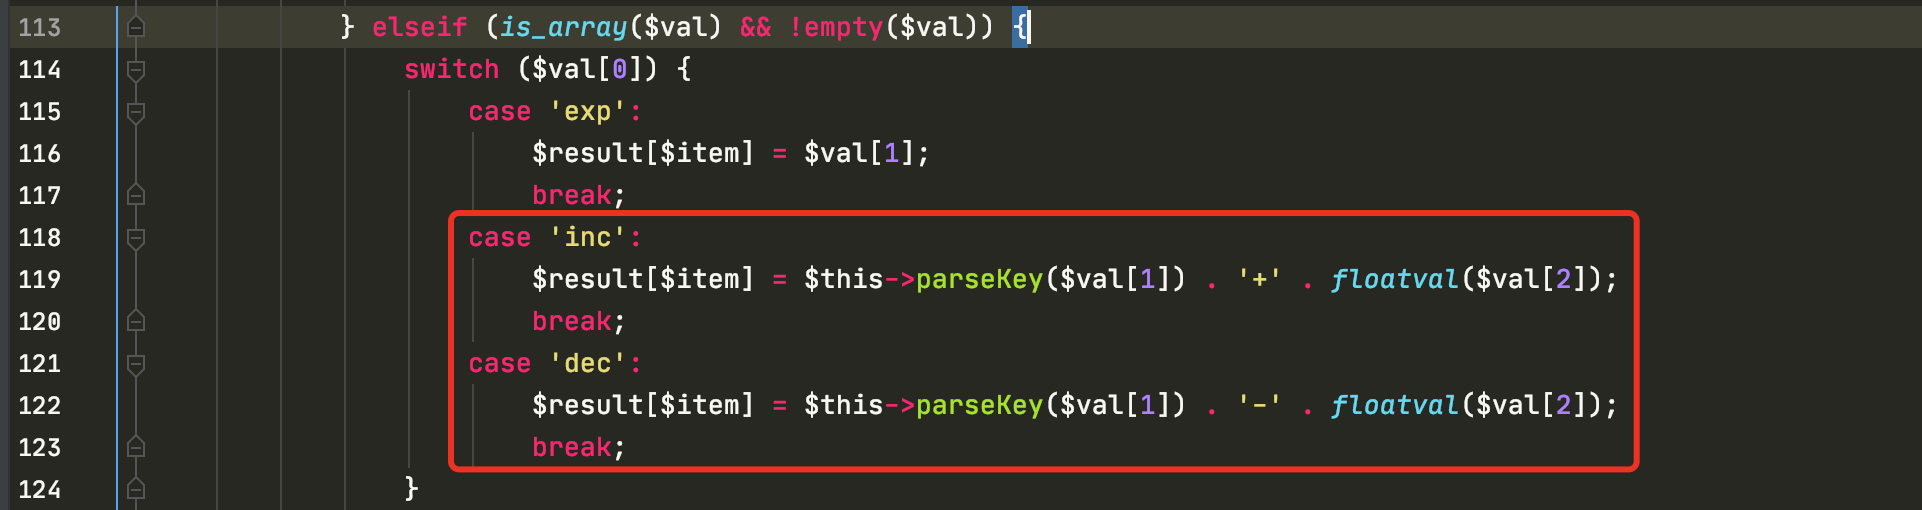 113 } elseif (is_array($val) && !empty($val)) {
114 switch ($val[0]) {
115 case 'exp':
116 $result[$item] = $val[1];
117 break;
118 case 'inc':
119 $result[$item] = $this->parseKey($val[1]) . '+' . floatval($val[2]);
120 break;
121 case 'dec':
122 $result[$item] = $this->parseKey($val[1]) . '-' . floatval($val[2]);
123 break;
124 }